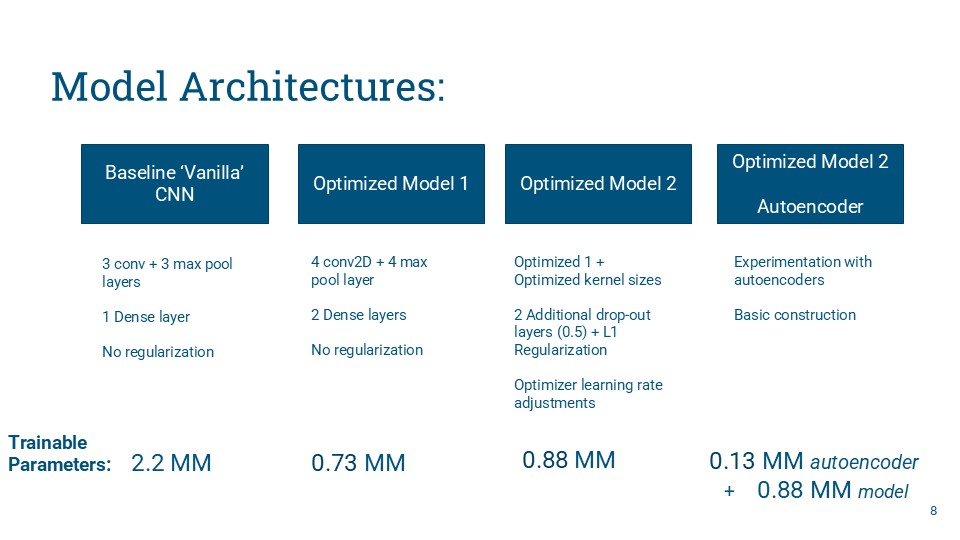 Model Architectures:
Baseline ‘Vanilla’
CNN
3 conv + 3 max pool
layers
1 Dense layer
No regularization
Optimized Model 1
4 conv2D + 4 max
pool layer
2 Dense layers
No regularization
Optimized Model 2
Optimized 1 +
Optimized kernel sizes
2 Additional drop-out
layers (0.5) + L1
Regularization
Optimizer learning rate
adjustments
Optimized Model 2
Autoencoder
Experimentation with
autoencoders
Basic construction
Trainable
Parameters:
2.2 MM
0.73 MM
0.88 MM
0.13 MM autoencoder
+ 0.88 MM model
8